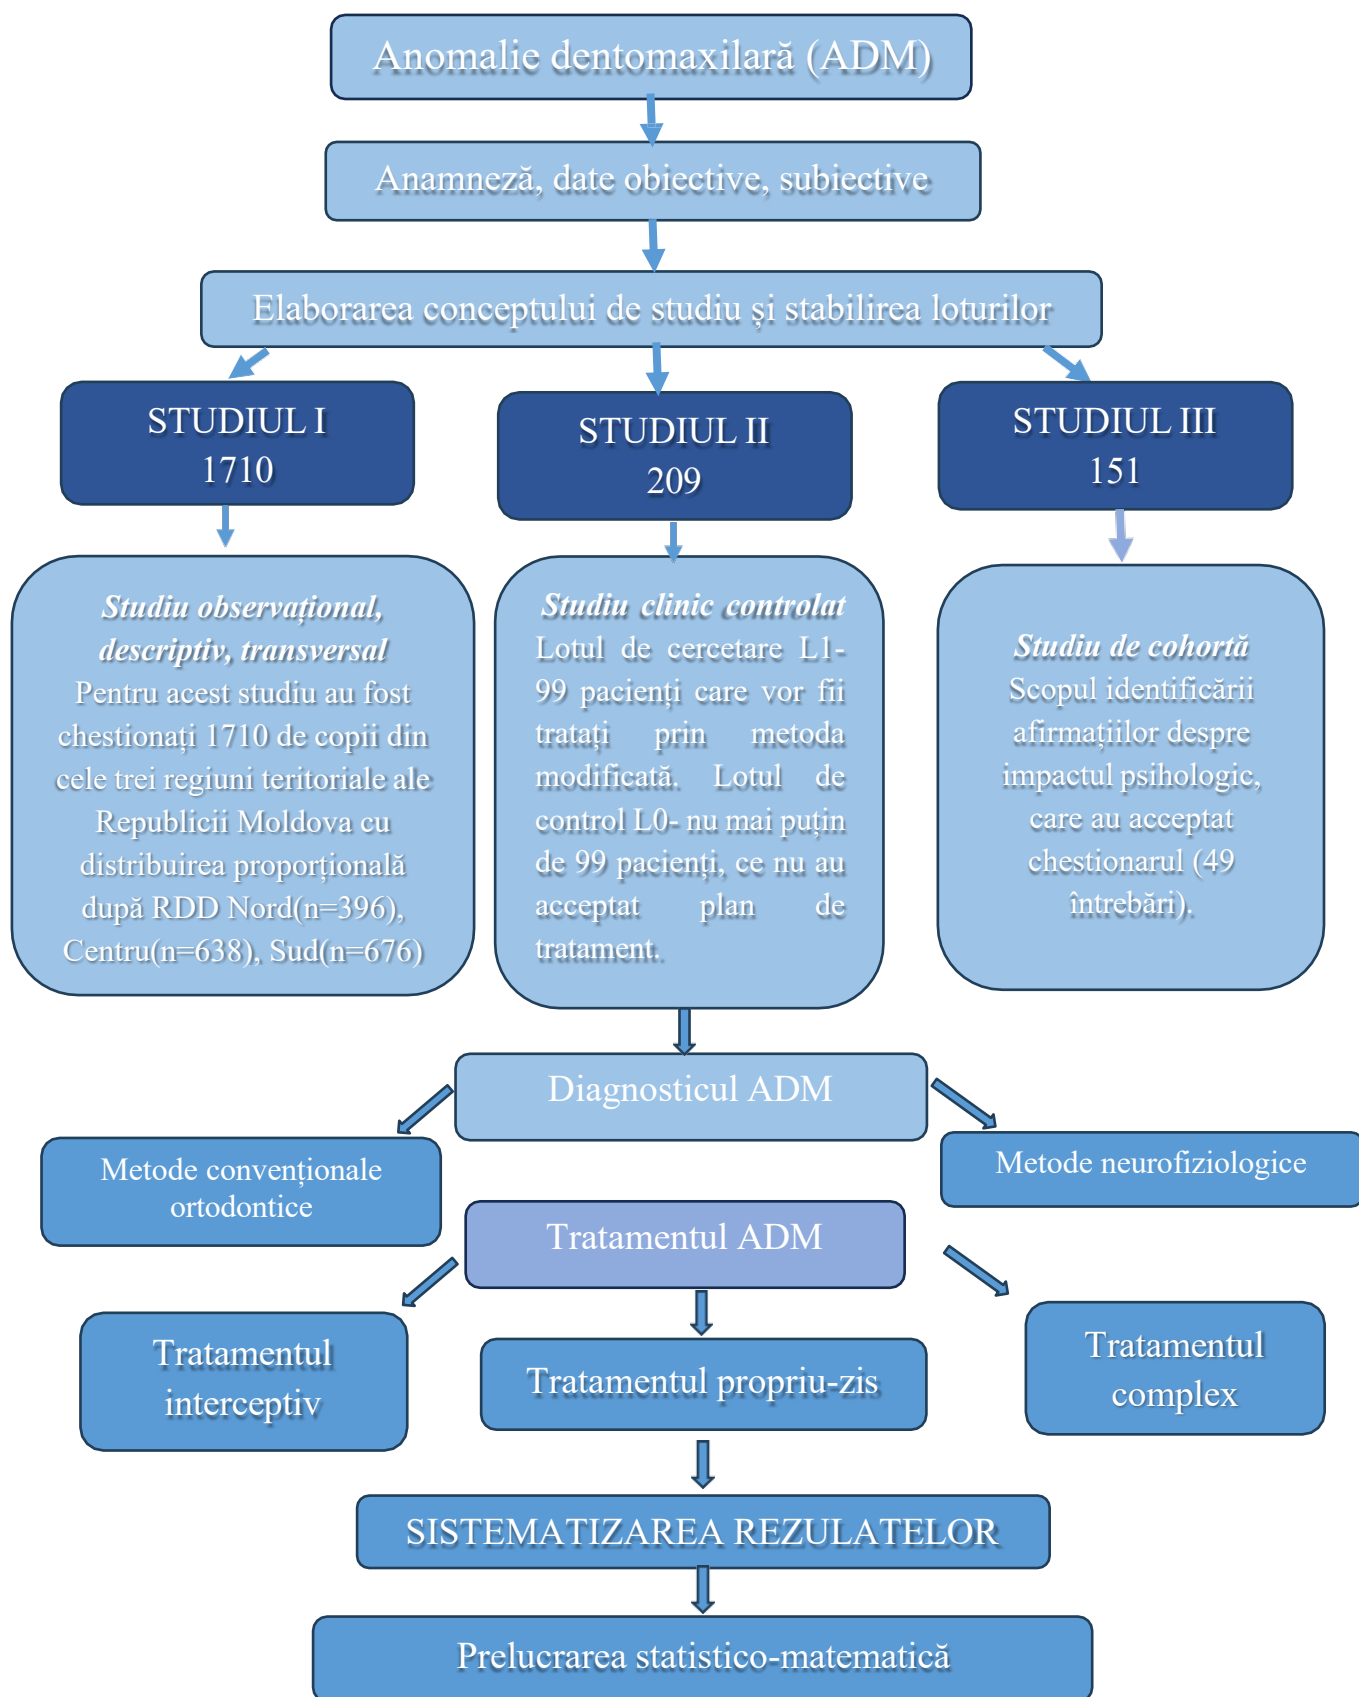 Anomalie dentomaxilară (ADM)
Anamneză, date obiective, subiective
Elaborarea conceptului de studiu și stabilirea loturilor
STUDIUL I
1710
STUDIUL II
209
STUDIUL III
151
Studiu observațional,
descriptiv, transversal
Pentru acest studiu au fost
chestionați 1710 de copii din
cele trei regiuni teritoriale ale
Republicii Moldova cu
distribuirea proporțională
după RDD Nord(n=396),
Centru(n=638), Sud(n=676)
Studiu clinic controlat
Lotul de cercetare L1-
99 pacienți care vor fii
tratați prin metoda
modificată. Lotul de
control L0- nu mai puțin
de 99 pacienți, ce nu au
acceptat plan de
tratament.
Studiu de cohortă
Scopul identificării
afirmațiilor despre
impactul psihologic,
care au acceptat
chestionarul (49
întrebări).
Diagnosticul ADM
Metode convenționale
ortodontice
Metode neurofiziologice
Tratamentul ADM
Tratamentul
interceptiv
Tratamentul propriu-zis
Tratamentul
complex
SISTEMATIZAREA REZULATELOR
Prelucrarea statistico-matematică